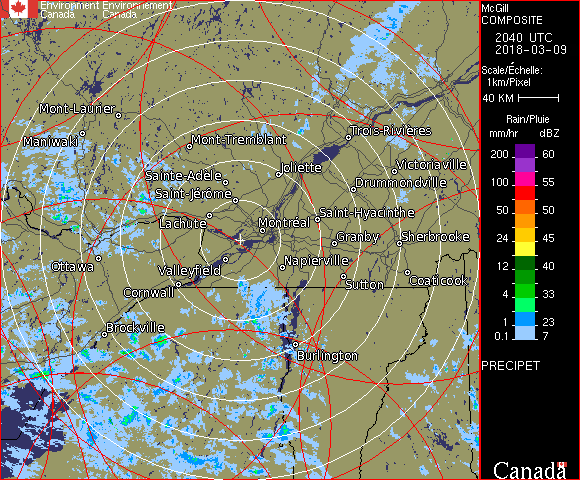 Environment Environnement
Canada Canada
McGill
COMPOSITE
2040 UTC
2018-03-09
Scale/Échelle:
1km/Pixel
40 KM
Rain/Pluie
mm/hr dBZ
200 60
100 55
50 50
24 45
12 40
4 33
1 23
0.1 7
PRECIPET
Canada
Mont-Laurier
Maniwaki
Mont-Tremblant
Trois-Rivières
Joliette
Victoriaville
Sainte-Adèle
Drummondville
Saint-Jérôme
Lachute
Saint-Hyacinthe
Montréal
Granby
Sherbrooke
Ottawa
Valleyfield
Napierville
Cornwall
Sutton
Coaticook
Brockville
Burlington